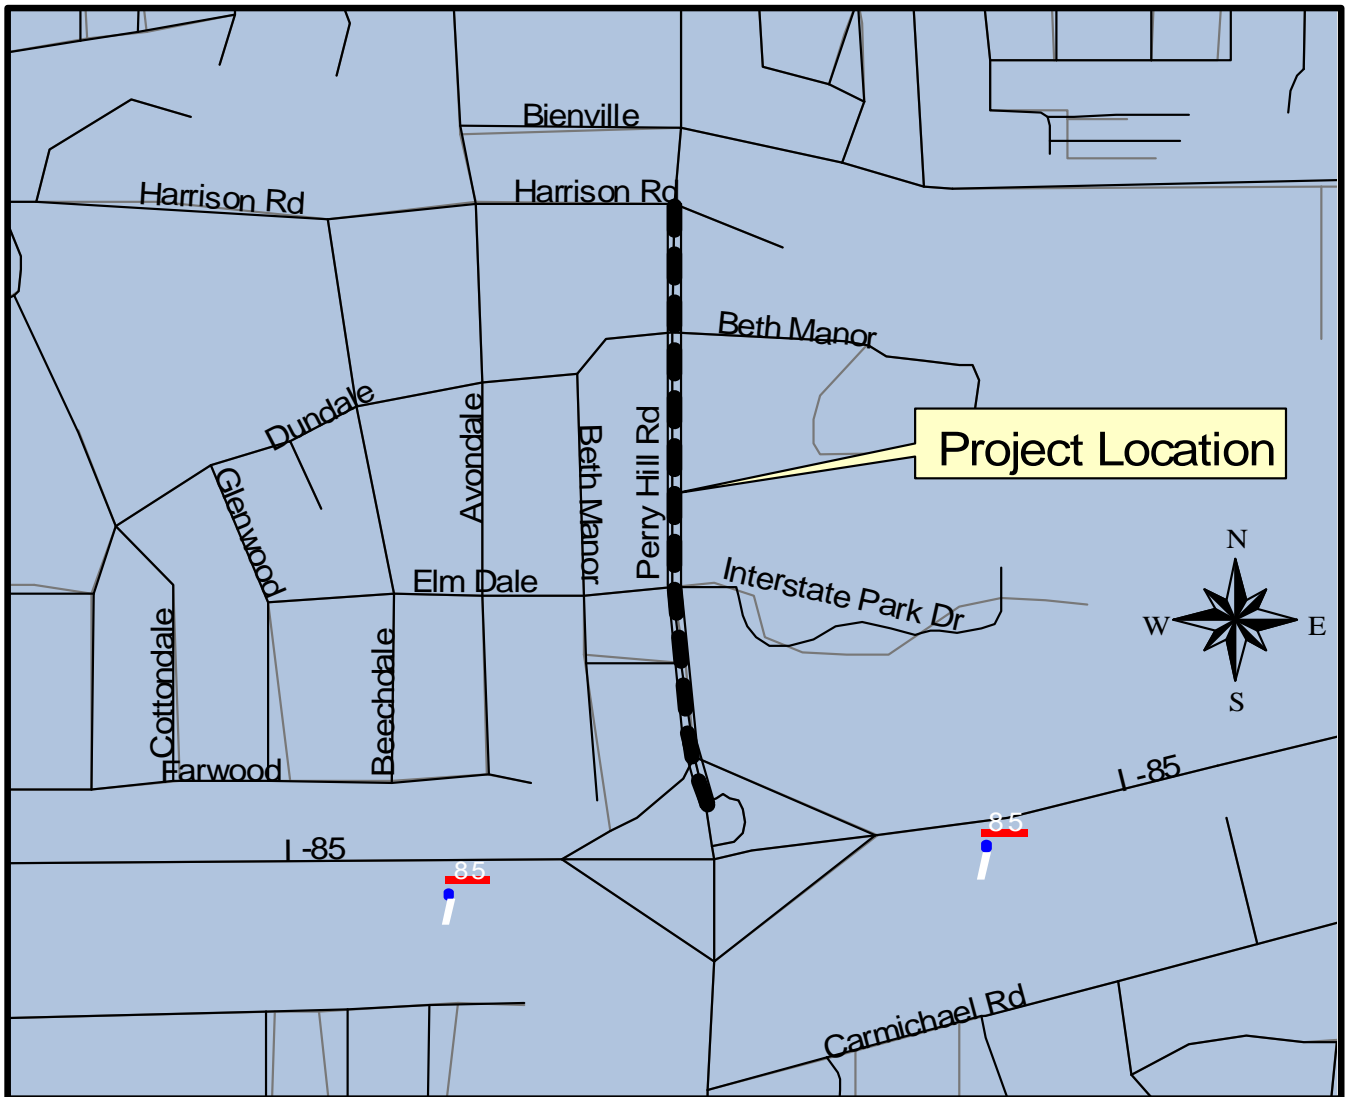 Bienville
Harrison Rd
Harrison Rd
Beth Manor
Dundale
Avondale
Beth Manor
Perry Hill Rd
Project Location
Glenwood
Elm Dale
Interstate Park Dr
N
W
E
S
Cottondale
Beechdale
Farwood
I-85
I-85
85
85
Carmichael Rd